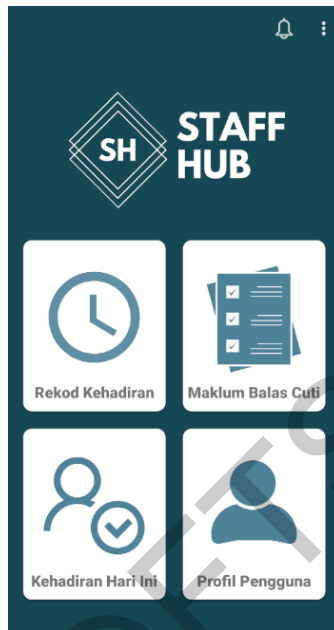 SH
STAFF
HUB
Rekod Kehadiran
Maklum Balas Cuti
Kehadiran Hari Ini
Profil Pengguna